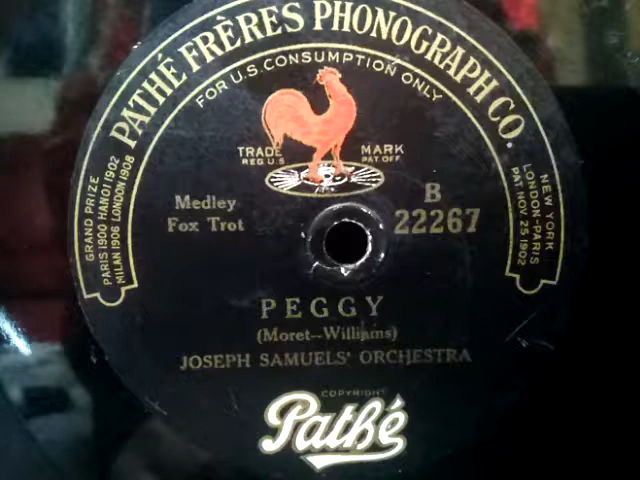 PATHÉ FRÈRES PHONOGRAPH CO.
FOR U.S. CONSUMPTION ONLY
TRADE MARK
REG U.S PAT. OFF.
GRAND PRIZE
PARIS 1900 HANOI 1902
MILAN 1906 LONDON 1908
NEW YORK
LONDON-PARIS
PAT. NOV. 25 1902
Medley
Fox Trot
B
22267
PEGGY
(Moret-Williams)
JOSEPH SAMUELS' ORCHESTRA
COPYRIGHT
Pathé